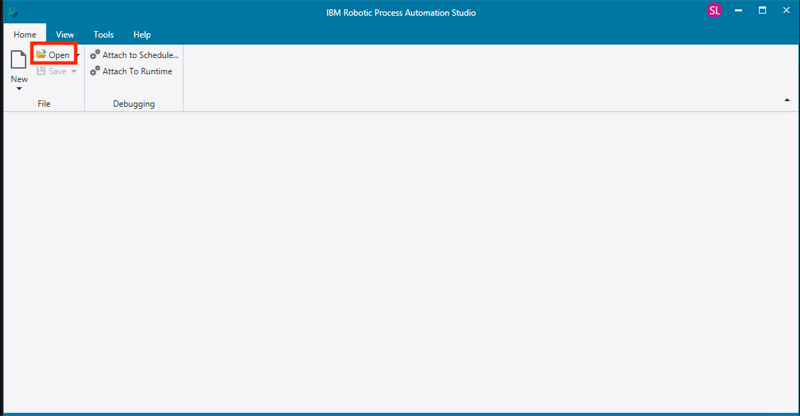 IBM Robotic Process Automation Studio
SL
Home View Tools Help
Open Attach to Schedule...
Save Attach To Runtime
New
File Debugging